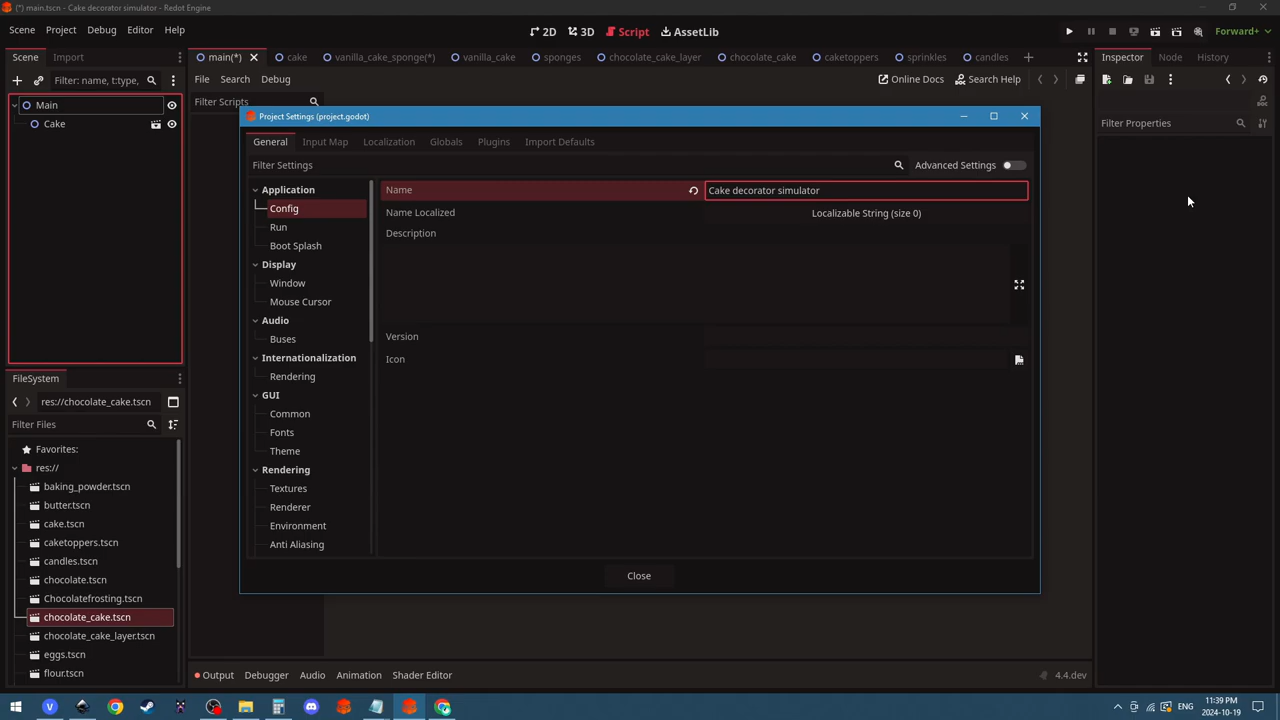 (*) main.tscn - Cake decorator simulator - Redot Engine
Scene Project Debug Editor Help
2D 3D Script AssetLib
Forward+
Scene Import
main(*) cake vanilla_cake_sponge(*) vanilla_cake sponges chocolate_cake_layer chocolate_cake caketoppers sprinkles candles
Inspector Node History
Filter: name, t:type,
File Search Debug
Online Docs Search Help
Main
Filter Scripts
Cake
Filter Properties
Project Settings (project.godot)
General Input Map Localization Globals Plugins Import Defaults
Filter Settings
Advanced Settings
Application
Config
Run
Boot Splash
Display
Window
Mouse Cursor
Audio
Buses
Internationalization
Rendering
GUI
Common
Fonts
Theme
Rendering
Textures
Renderer
Environment
Anti Aliasing
Name Cake decorator simulator
Name Localized Localizable String (size 0)
Description
Version
Icon
Close
FileSystem
res://chocolate_cake.tscn
Filter Files
Favorites:
res://
baking_powder.tscn
butter.tscn
cake.tscn
caketoppers.tscn
candles.tscn
chocolate.tscn
Chocolatefrosting.tscn
chocolate_cake.tscn
chocolate_cake_layer.tscn
eggs.tscn
flour.tscn
Output Debugger Audio Animation Shader Editor
4.4.dev
V
ENG
11:39 PM
2024-10-19